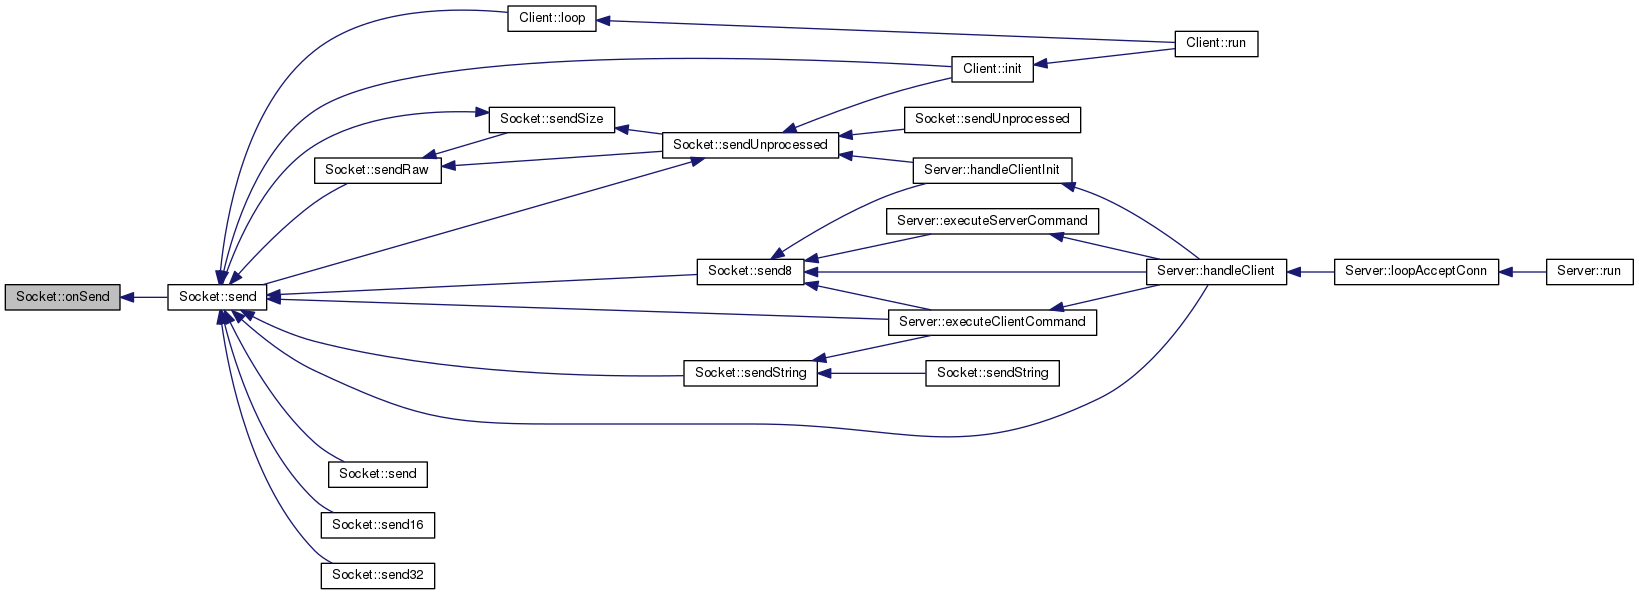 Client::loop
Client::run
Client::init
Socket::sendSize
Socket::sendUnprocessed
Socket::sendUnprocessed
Socket::sendRaw
Server::handleClientInit
Server::executeServerCommand
Socket::send8
Server::handleClient
Server::loopAcceptConn
Server::run
Socket::onSend
Socket::send
Server::executeClientCommand
Socket::sendString
Socket::sendString
Socket::send
Socket::send16
Socket::send32